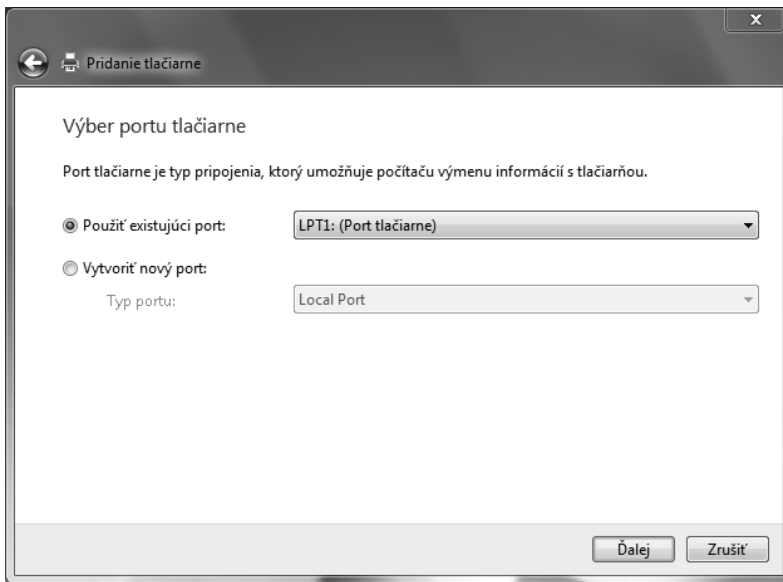 Pridanie tlačiarne
Výber portu tlačiarne
Port tlačiarne je typ pripojenia, ktorý umožňuje počítaču výmenu informácií s tlačiarňou.
Použiť existujúci port: LPT1: (Port tlačiarne)
Vytvoriť nový port:
Typ portu: Local Port
Ďalej Zrušiť